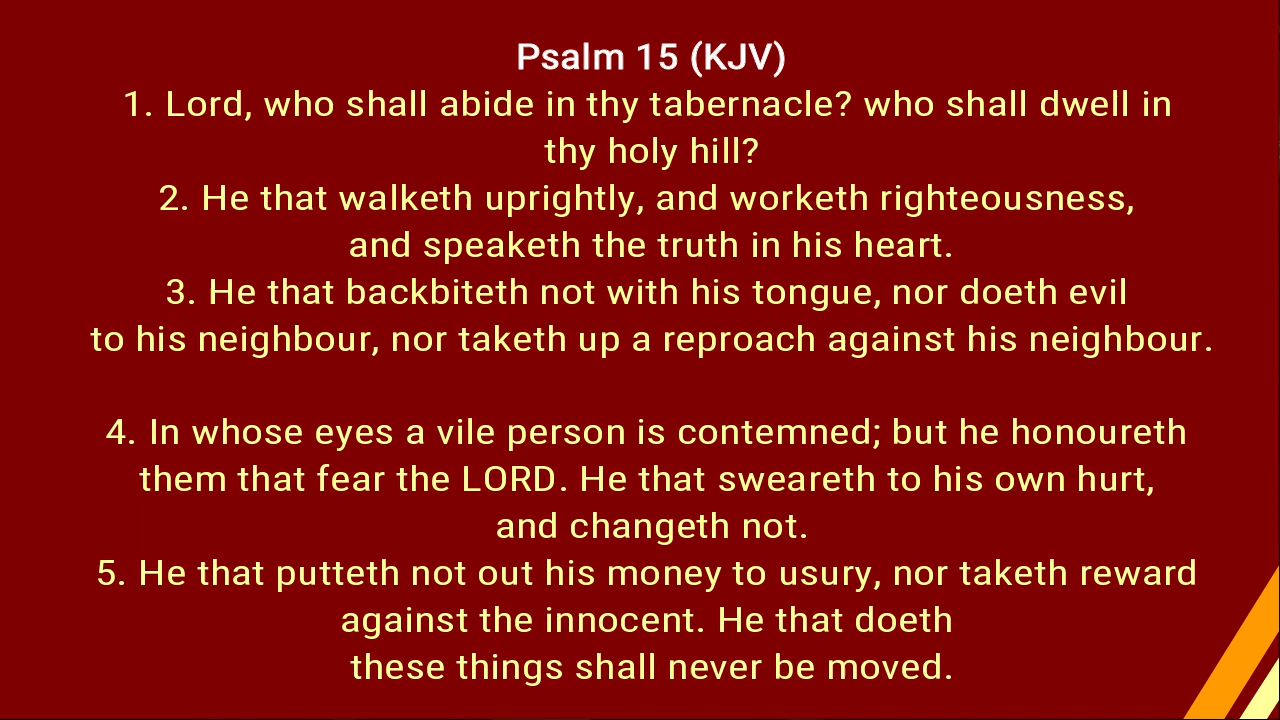 Psalm 15 (KJV)
1. Lord, who shall abide in thy tabernacle? who shall dwell in
thy holy hill?
2. He that walketh uprightly, and worketh righteousness,
and speaketh the truth in his heart.
3. He that backbiteth not with his tongue, nor doeth evil
to his neighbour, nor taketh up a reproach against his neighbour.
4. In whose eyes a vile person is contemned; but he honoureth
them that fear the LORD. He that sweareth to his own hurt,
and changeth not.
5. He that putteth not out his money to usury, nor taketh reward
against the innocent. He that doeth
these things shall never be moved.